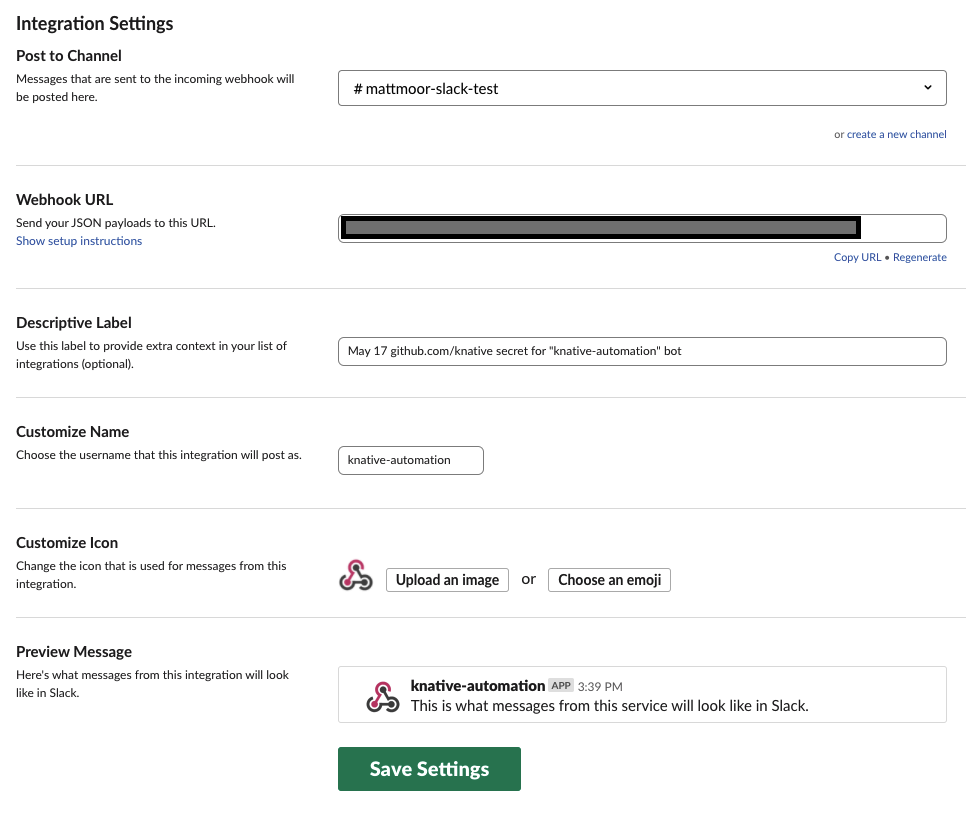 Integration Settings
Post to Channel
Messages that are sent to the incoming webhook will
be posted here.
# mattmoor-slack-test
or create a new channel
Webhook URL
Send your JSON payloads to this URL.
Show setup instructions
Copy URL • Regenerate
Descriptive Label
Use this label to provide extra context in your list of
integrations (optional).
May 17 github.com/knative secret for "knative-automation" bot
Customize Name
Choose the username that this integration will post as.
knative-automation
Customize Icon
Change the icon that is used for messages from this
integration.
Upload an image or Choose an emoji
Preview Message
Here's what messages from this integration will look
like in Slack.
knative-automation APP 3:39 PM
This is what messages from this service will look like in Slack.
Save Settings